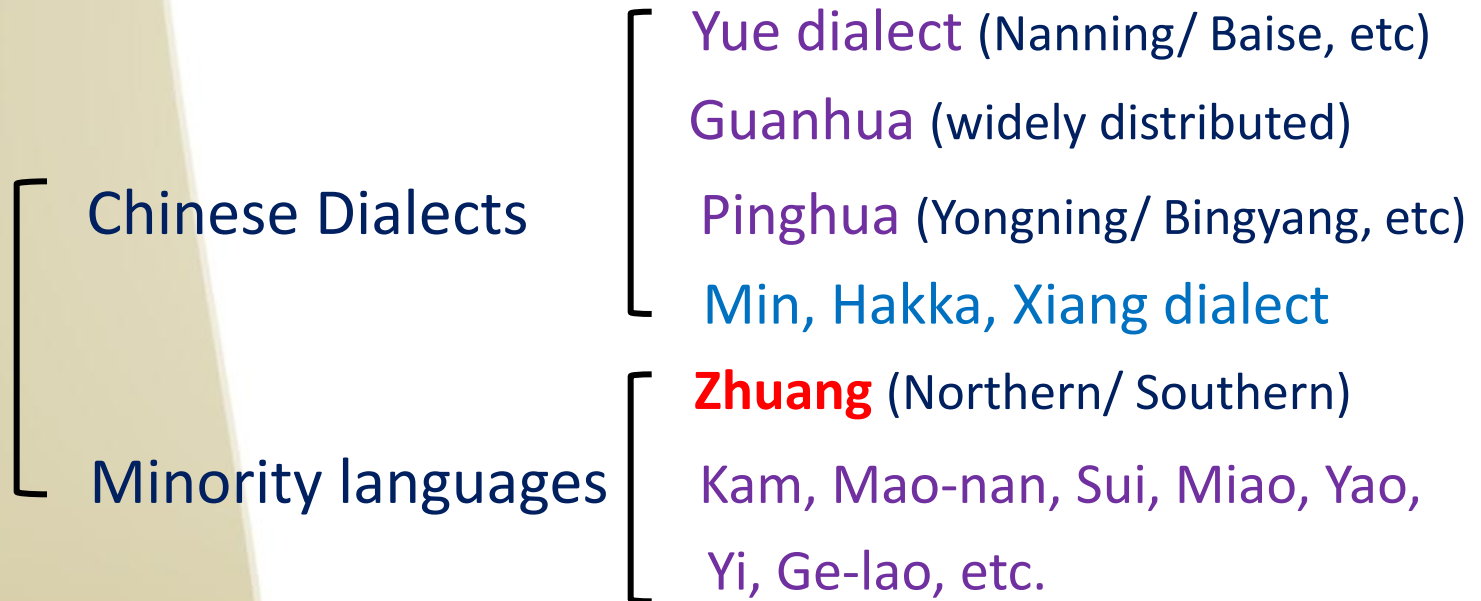 Chinese Dialects
Yue dialect (Nanning/ Baise, etc)
Guanhua (widely distributed)
Pinghua (Yongning/ Bingyang, etc)
Min, Hakka, Xiang dialect
Minority languages
Zhuang (Northern/ Southern)
Kam, Mao-nan, Sui, Miao, Yao,
Yi, Ge-lao, etc.